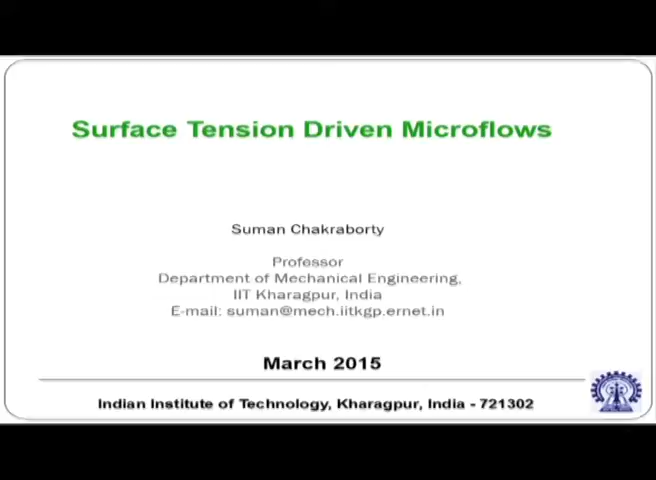 Surface Tension Driven Microflows
Suman Chakraborty
Professor
Department of Mechanical Engineering,
IIT Kharagpur, India
E-mail: suman@mech.iitkgp.ernet.in
March 2015
Indian Institute of Technology, Kharagpur, India - 721302